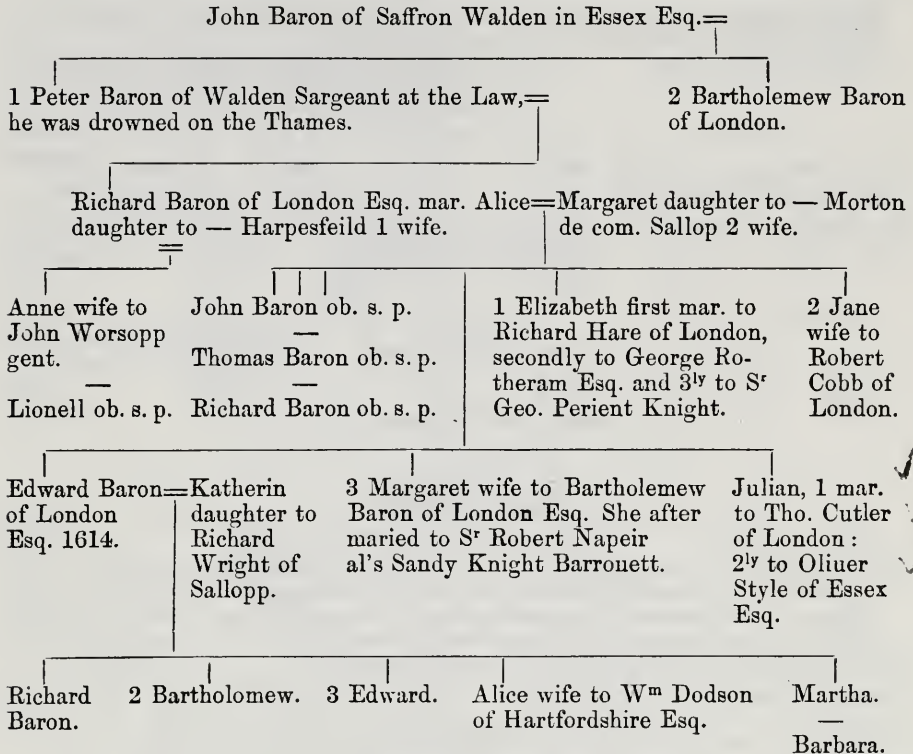 John Baron of Saffron Walden in Essex Esq.=
1 Peter Baron of Walden Sargeant at the Law,=
he was drowned on the Thames.
2 Bartholemew Baron
of London.
Richard Baron of London Esq. mar. Alice=Margaret daughter to — Morton
daughter to — Harpesfeild 1 wife.
de com. Sallop 2 wife.
=
Anne wife to
John Worsopp
gent.
—
Lionell ob. s. p.
John Baron ob. s. p.
—
Thomas Baron ob. s. p.
—
Richard Baron ob. s. p.
1 Elizabeth first mar. to
Richard Hare of London,
secondly to George Ro-
theram Esq. and 3ly to Sr
Geo. Perient Knight.
2 Jane
wife to
Robert
Cobb of
London.
Edward Baron=Katherin
of London
Esq. 1614.
daughter to
Richard
Wright of
Sallopp.
3 Margaret wife to Bartholemew
Baron of London Esq. She after
maried to Sr Robert Napeir
al's Sandy Knight Barronett.
Julian, 1 mar.
to Tho. Cutler
of London :
2ly to Oliuer
Style of Essex
Esq.
Richard
Baron.
2 Bartholomew.
3 Edward.
Alice wife to Wm Dodson
of Hartfordshire Esq.
Martha.
—
Barbara.